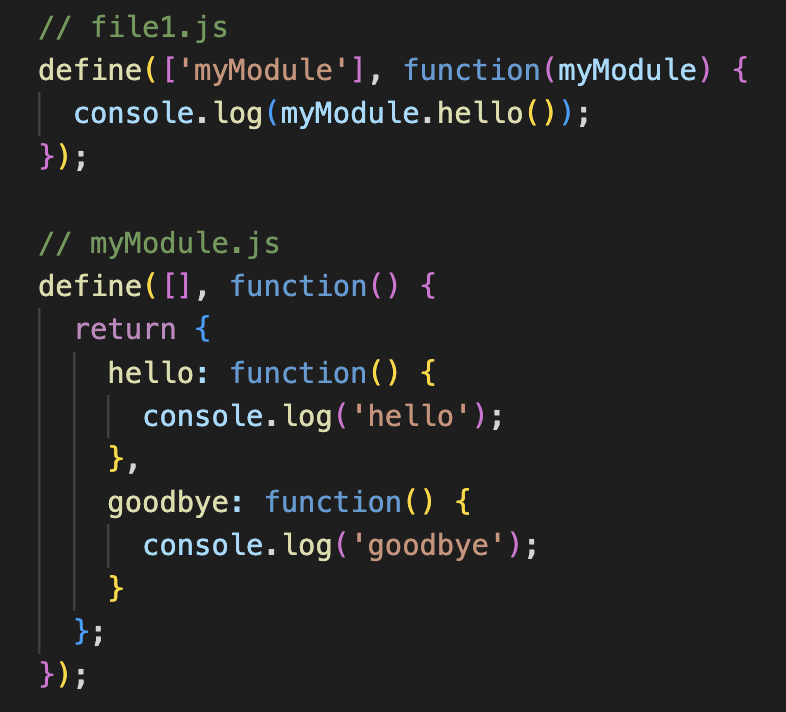 // file1.js
define(['myModule'], function(myModule) {
  console.log(myModule.hello());
});

// myModule.js
define([], function() {
  return {
    hello: function() {
      console.log('hello');
    },
    goodbye: function() {
      console.log('goodbye');
    }
  };
});